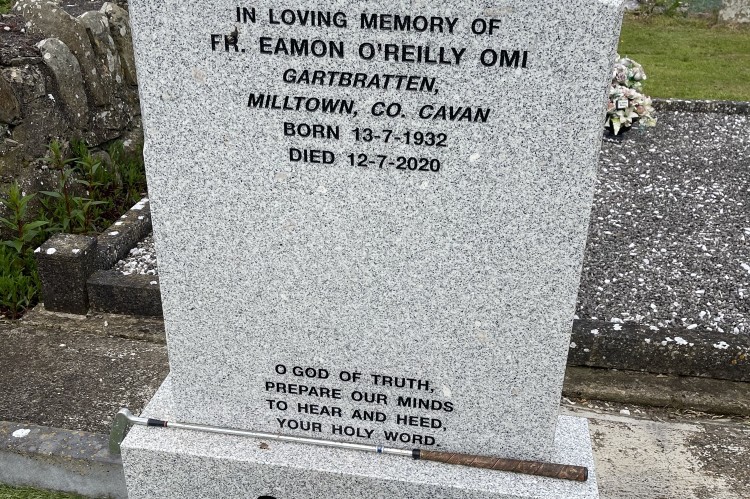 IN LOVING MEMORY OF
FR. EAMON O'REILLY OMI
GARTBRATTEN,
MILLTOWN, CO. CAVAN
BORN 13-7-1932
DIED 12-7-2020
O GOD OF TRUTH,
PREPARE OUR MINDS
TO HEAR AND HEED,
YOUR HOLY WORD.